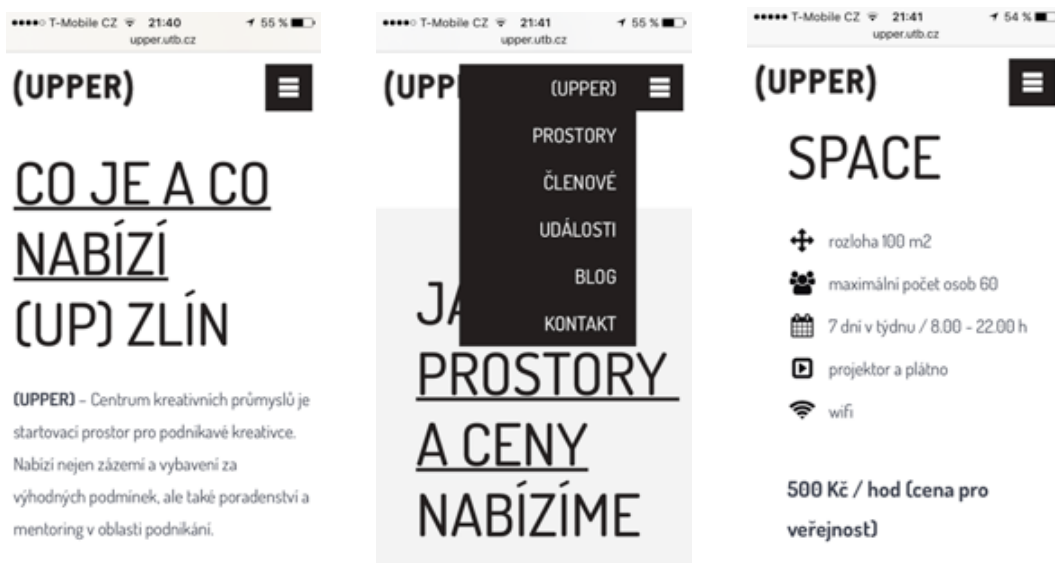 T-Mobile CZ 21:40 55 %
upper.utb.cz
(UPPER)
CO JE A CO
NABÍZÍ
(UP) ZLÍN
(UPPER) – Centrum kreativních průmyslů je
startovací prostor pro podnikavé kreativce.
Nabízí nejen zázemí a vybavení za
výhodných podmínek, ale také poradenství a
mentoring v oblasti podnikání.
T-Mobile CZ 21:41 55 %
upper.utb.cz
(UPP
(UPPER)
PROSTORY
ČLENOVÉ
UDÁLOSTI
BLOG
KONTAKT
JA
PROSTORY
A CENY
NABÍZÍME
T-Mobile CZ 21:41 54 %
upper.utb.cz
(UPPER)
SPACE
rozloha 100 m2
maximální počet osob 60
7 dní v týdnu / 8.00 - 22.00 h
projektor a plátno
wifi
500 Kč / hod (cena pro
veřejnost)